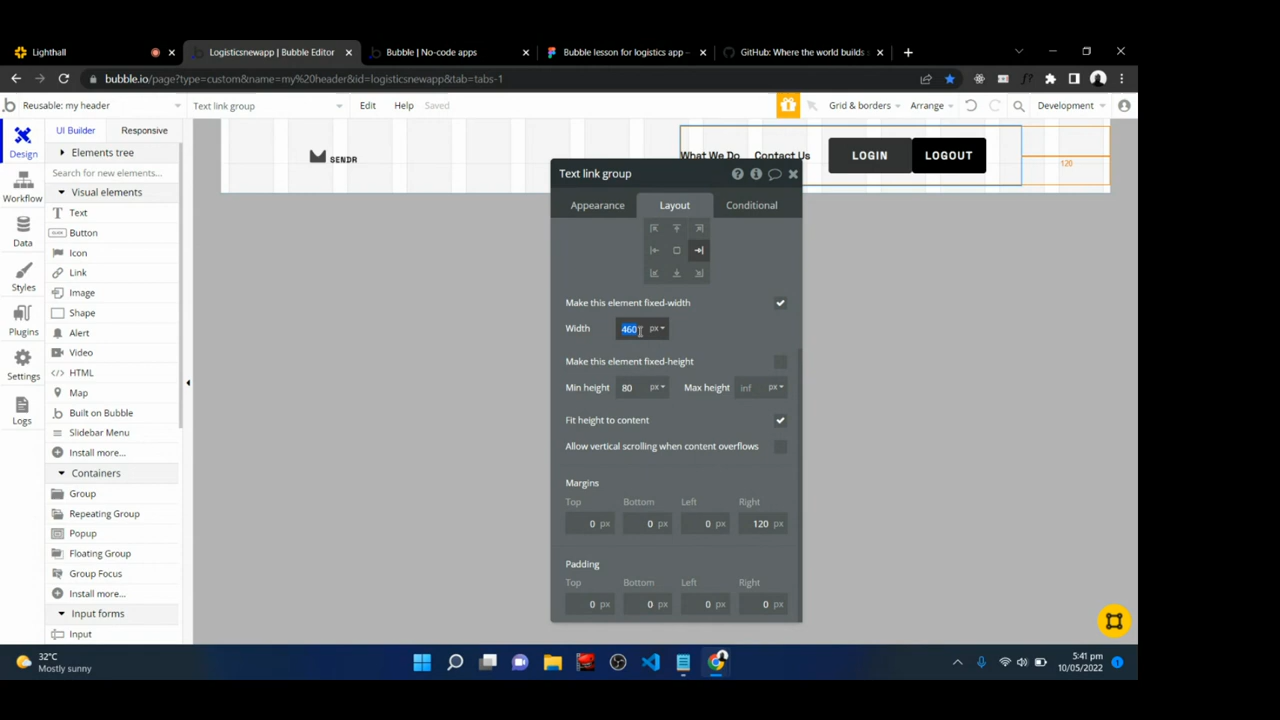 Lighthall
Logisticsnewapp | Bubble Editor
Bubble | No-code apps
Bubble lesson for logistics app –
GitHub: Where the world builds s
bubble.io/page?type=custom&name=my%20header&id=logisticsnewapp&tab=tabs-1
Reusable: my header
Text link group
Edit
Help
Saved
Grid & borders
Arrange
Development
Design
UI Builder
Responsive
Elements tree
Search for new elements...
Workflow
Visual elements
Text
Button
Data
Icon
Link
Styles
Image
Shape
Plugins
Alert
Video
Settings
HTML
Map
Logs
Built on Bubble
Slidebar Menu
Install more...
Containers
Group
Repeating Group
Popup
Floating Group
Group Focus
Install more...
Input forms
Input
SENDR
What We Do
Contact Us
LOGIN
LOGOUT
120
Text link group
Appearance
Layout
Conditional
Make this element fixed-width
Width 460 px
Make this element fixed-height
Min height 80 px Max height inf px
Fit height to content
Allow vertical scrolling when content overflows
Margins
Top Bottom Left Right
0 px 0 px 0 px 120 px
Padding
Top Bottom Left Right
0 px 0 px 0 px 0 px
32°C
Mostly sunny
5:41 pm
10/05/2022
1